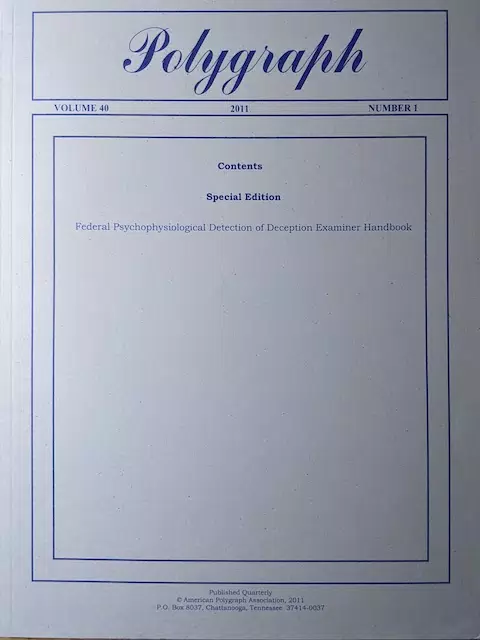 Polygraph
VOLUME 40 2011 NUMBER 1
Contents
Special Edition
Federal Psychophysiological Detection of Deception Examiner Handbook
Published Quarterly
© American Polygraph Association, 2011
P.O. Box 8037, Chattanooga, Tennessee 37414-0037